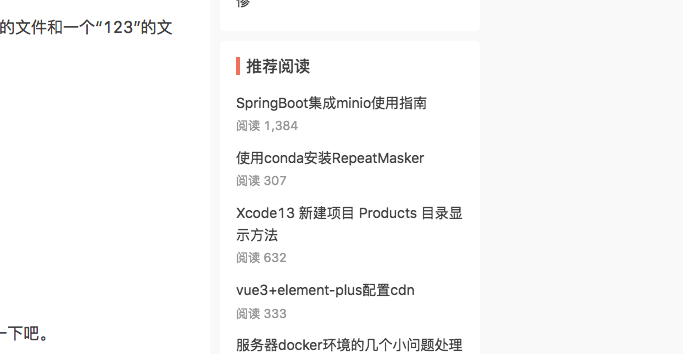 的文件和一个“123”的文
一下吧。
推荐阅读
SpringBoot集成minio使用指南
阅读 1,384
使用conda安装RepeatMasker
阅读 307
Xcode13 新建项目 Products 目录显
示方法
阅读 632
vue3+element-plus配置cdn
阅读 333
服务器docker环境的几个小问题处理